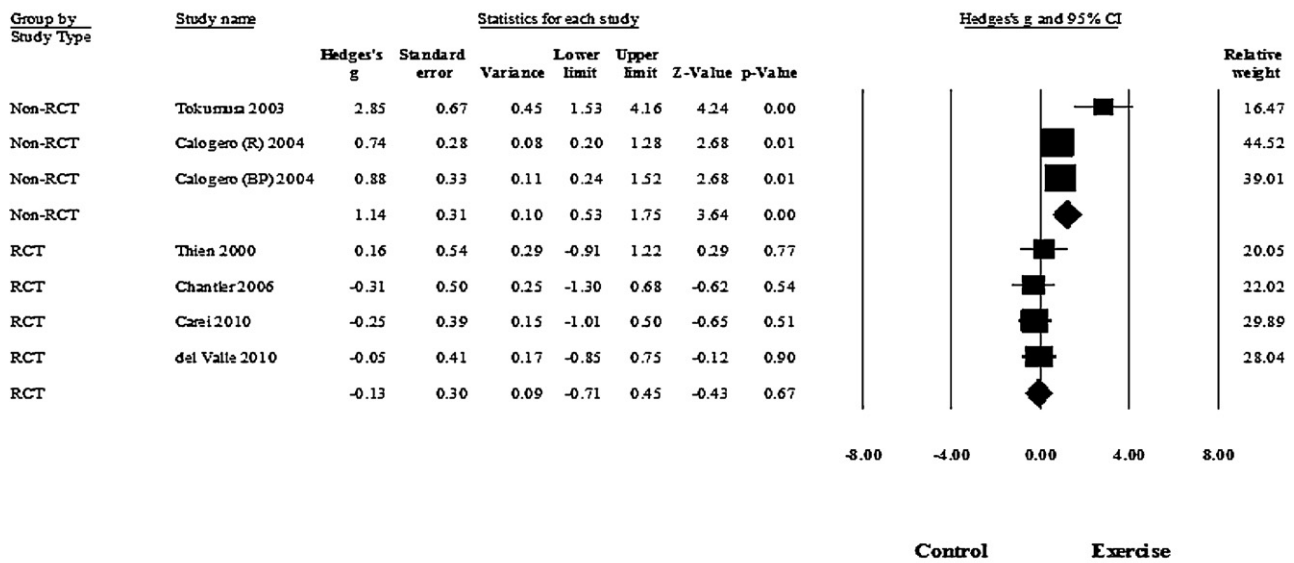 Group by Study name Statistics for each study Hedges's g and 95% CI
Study Type
Hedges's Standard Lower Upper Relative
g error Variance limit limit Z-Value p-Value weight
Non-RCT Tokumura 2003 2.85 0.67 0.45 1.53 4.16 4.24 0.00 16.47
Non-RCT Calogero (R) 2004 0.74 0.28 0.08 0.20 1.28 2.68 0.01 44.52
Non-RCT Calogero (BP) 2004 0.88 0.33 0.11 0.24 1.52 2.68 0.01 39.01
Non-RCT 1.14 0.31 0.10 0.53 1.75 3.64 0.00
RCT Thien 2000 0.16 0.54 0.29 -0.91 1.22 0.29 0.77 20.05
RCT Chantler 2006 -0.31 0.50 0.25 -1.30 0.68 -0.62 0.54 22.02
RCT Carei 2010 -0.25 0.39 0.15 -1.01 0.50 -0.65 0.51 29.89
RCT del Valle 2010 -0.05 0.41 0.17 -0.85 0.75 -0.12 0.90 28.04
RCT -0.13 0.30 0.09 -0.71 0.45 -0.43 0.67
-8.00 -4.00 0.00 4.00 8.00
Control Exercise